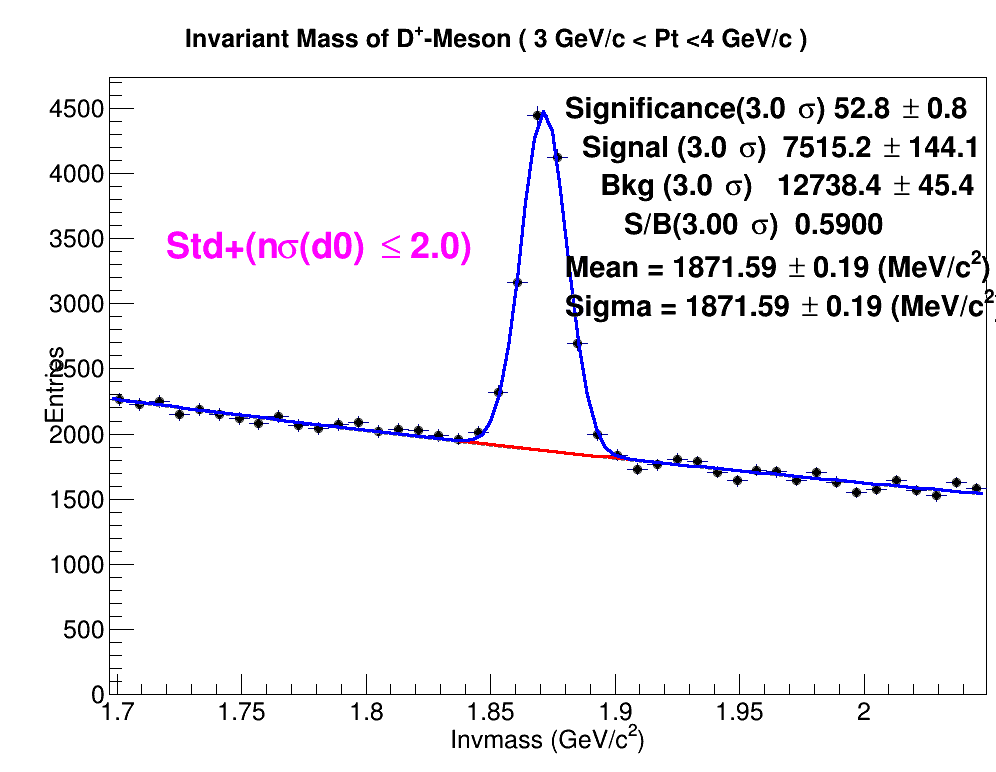 Invariant Mass of D⁺-Meson ( 3 GeV/c < Pt <4 GeV/c )
Significance(3.0 σ) 52.8 ± 0.8
Signal (3.0 σ) 7515.2 ± 144.1
Bkg (3.0 σ) 12738.4 ± 45.4
S/B(3.00 σ) 0.5900
Mean = 1871.59 ± 0.19 (MeV/c²)
Sigma = 1871.59 ± 0.19 (MeV/c²)
Std+(nσ(d0) ≤ 2.0)
Entries
4500
4000
3500
3000
2500
2000
1500
1000
500
0
1.7 1.75 1.8 1.85 1.9 1.95 2
Invmass (GeV/c²)